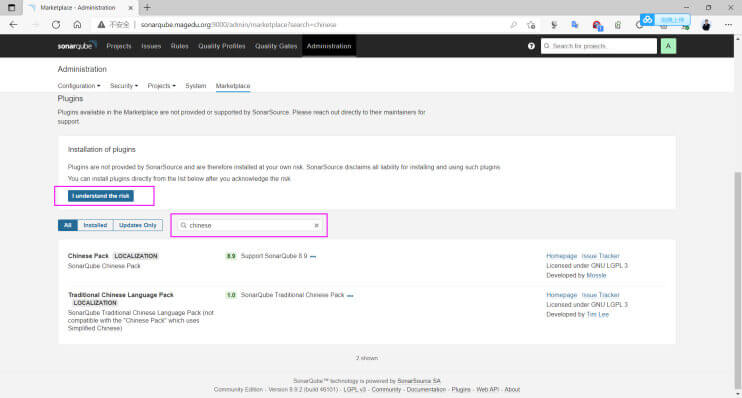 Marketplace - Administration
不安全 sonarqube.magedu.org:9000/admin/marketplace?search=chinese
sonarqube Projects Issues Rules Quality Profiles Quality Gates Administration Search for projects... A
Administration
Configuration Security Projects System Marketplace
Plugins
Plugins available in the Marketplace are not provided or supported by SonarSource. Please reach out directly to their maintainers for
support.
Installation of plugins
Plugins are not provided by SonarSource and are therefore installed at your own risk. SonarSource disclaims all liability for installing and using such plugins.
You can install plugins directly from the list below after you acknowledge the risk
I understand the risk
All Installed Updates Only chinese
Chinese Pack LOCALIZATION 8.9 Support SonarQube 8.9 ••• Homepage Issue Tracker
SonarQube Chinese Pack Licensed under GNU LGPL 3
Developed by Mossle
Traditional Chinese Language Pack 1.0 SonarQube Traditional Chinese Pack ••• Homepage Issue Tracker
LOCALIZATION Licensed under GNU LGPL 3
SonarQube Traditional Chinese Language Pack (not Developed by Tim Lee
compatible with the "Chinese Pack" which uses
Simplified Chinese)
2 shown
SonarQube™ technology is powered by SonarSource SA
Community Edition - Version 8.9.2 (build 46101) - LGPL v3 - Community - Documentation - Plugins - Web API - About